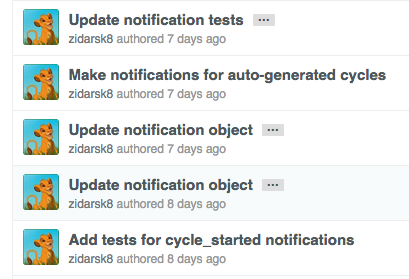 Update notification tests ...
zidarsk8 authored 7 days ago
Make notifications for auto-generated cycles
zidarsk8 authored 7 days ago
Update notification object ...
zidarsk8 authored 7 days ago
Update notification object ...
zidarsk8 authored 8 days ago
Add tests for cycle_started notifications
zidarsk8 authored 8 days ago